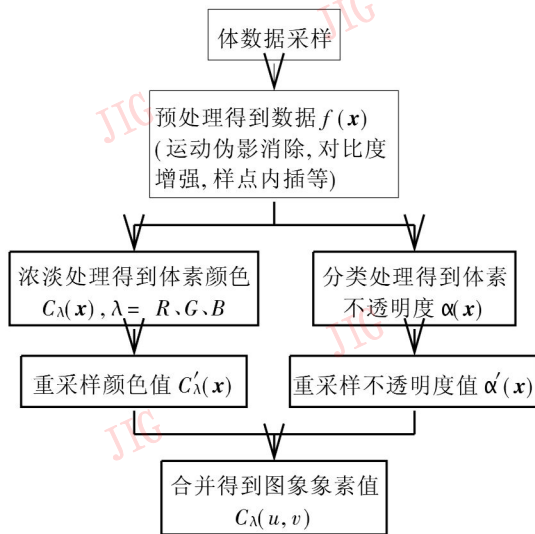 体数据采样
预处理得到数据 f(x)
(运动伪影消除,对比度
增强,样点内插等)
浓淡处理得到体素颜色
Cλ(x), λ= R、G、B
分类处理得到体素
不透明度 α(x)
重采样颜色值 C′λ(x)
重采样不透明度值 α′(x)
合并得到图象象素值
Cλ(u,v)
JIG
JIG
JIG
JIG